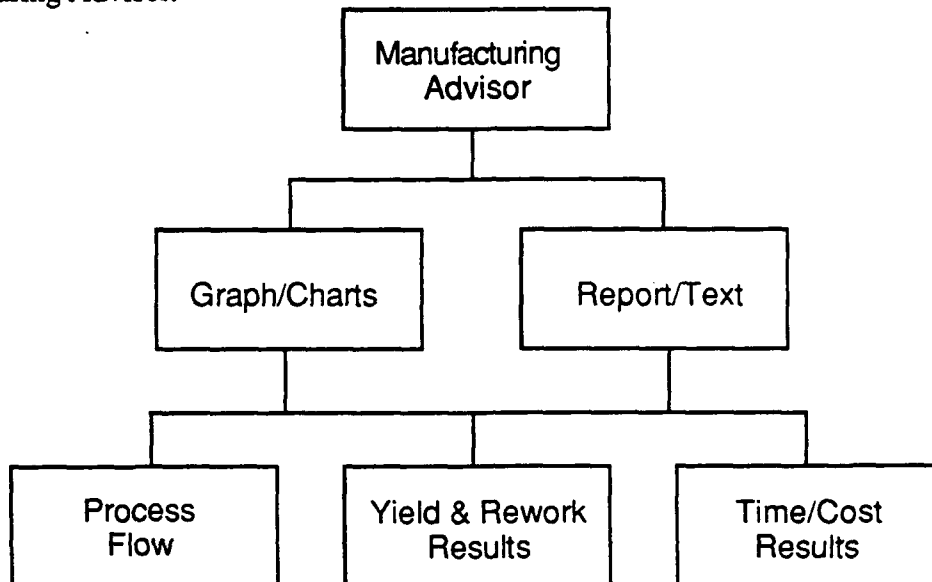 Manufacturing
Advisor
Graph/Charts
Report/Text
Process
Flow
Yield & Rework
Results
Time/Cost
Results